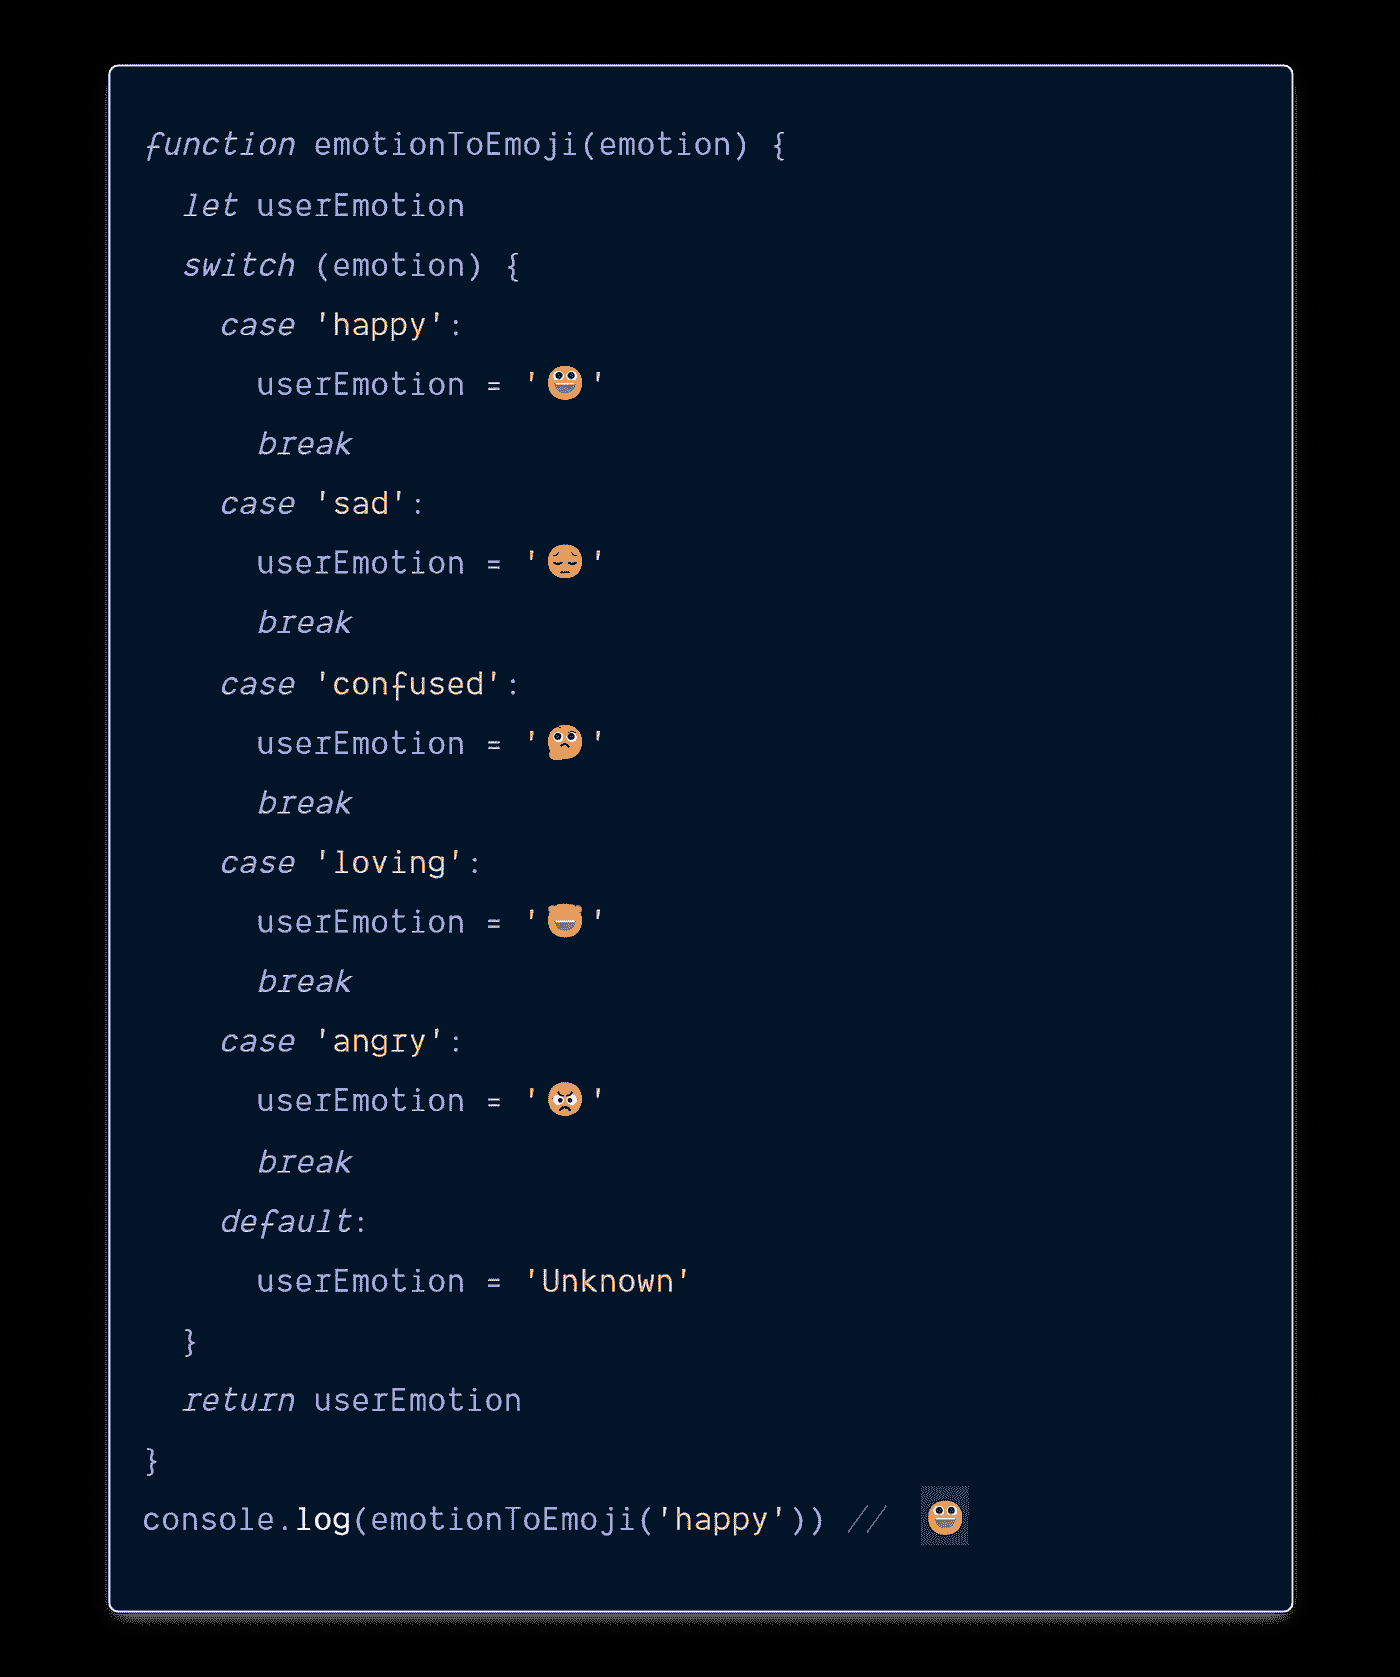 function emotionToEmoji(emotion) {
  let userEmotion
  switch (emotion) {
    case 'happy':
      userEmotion = '😃'
      break
    case 'sad':
      userEmotion = '😔'
      break
    case 'confused':
      userEmotion = '🤔'
      break
    case 'loving':
      userEmotion = '😍'
      break
    case 'angry':
      userEmotion = '😠'
      break
    default:
      userEmotion = 'Unknown'
  }
  return userEmotion
}
console.log(emotionToEmoji('happy')) // 😃